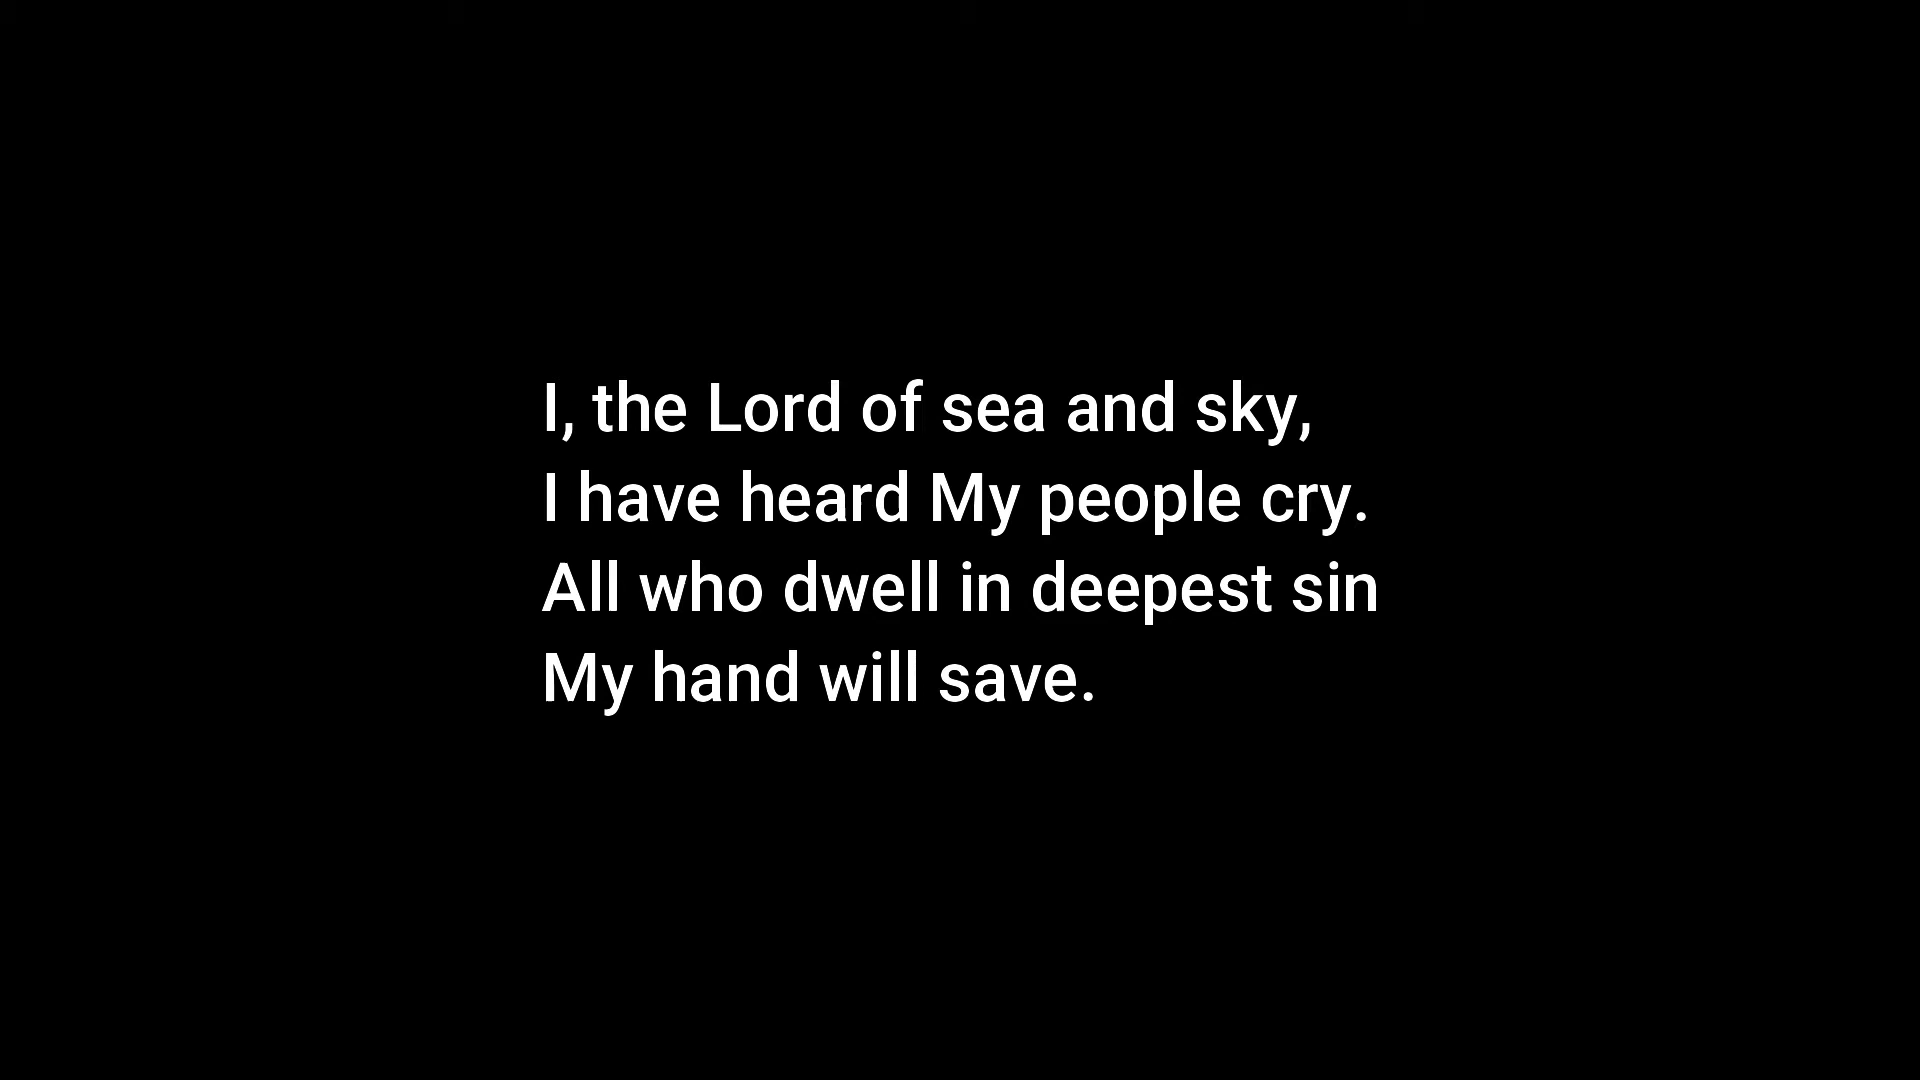 I, the Lord of sea and sky,
I have heard My people cry.
All who dwell in deepest sin
My hand will save.